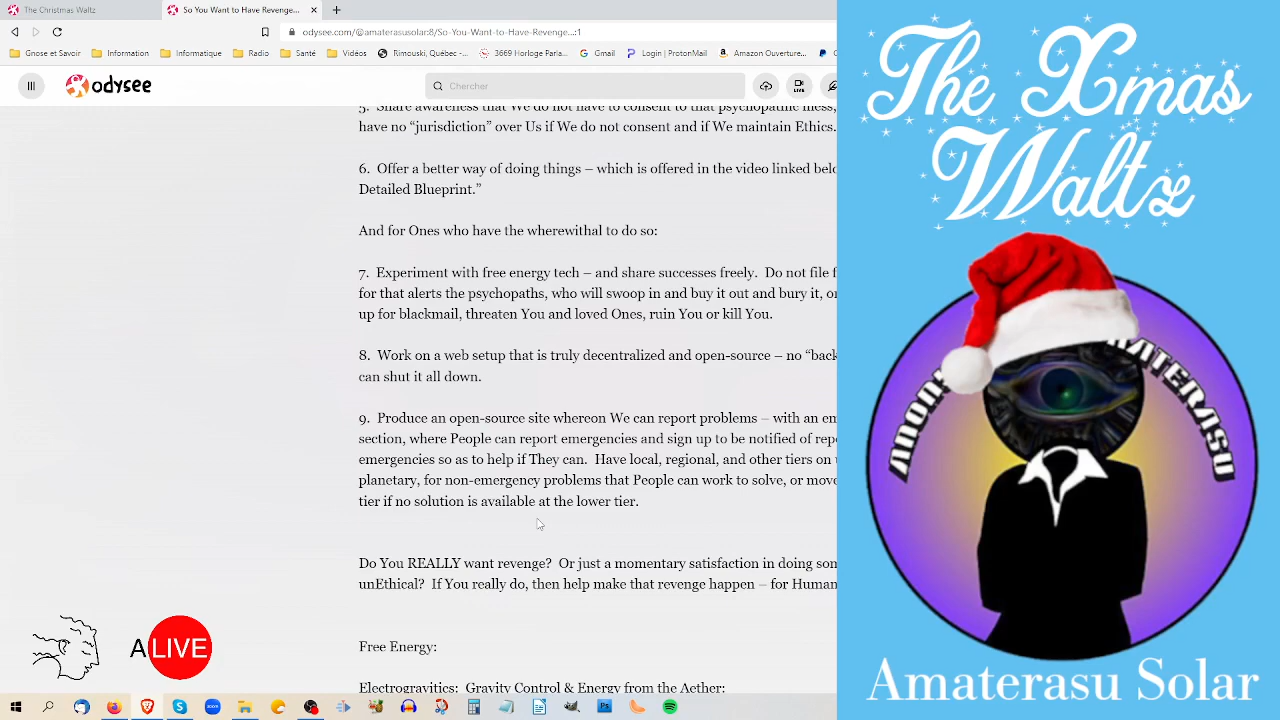 The Christmas Waltz
So You Want to Have Revenge...
odysee.com/@amaterasusolar:8/So-You-Want-to-Have-Revenge...:1
Gnose et Savoir
Information
Informatique
Radio
Santé
Vidéos
Rimouski, Québec -...
3669 Horloge Parisi...
Gmail
Login | ProtonMail
Amazon Ouverture...
odysee
Chercher
LIVE
have no “jurisdiction” over Us if We do not consent and if We maintain Ethics.
6. Offer a better way of doing things – which is offered in the video linked belo
Detailed Blueprint.”
And for Ones who have the wherewithal to do so:
7. Experiment with free energy tech – and share successes freely. Do not file f
for that alerts the psychopaths, who will swoop in and buy it out and bury it, or
up for blackmail, threaten You and loved Ones, ruin You or kill You.
8. Work on a web setup that is truly decentralized and open-source – no “back
can shut it all down.
9. Produce an open-source site whereon We can report problems – with an em
section, where People can report emergencies and sign up to be notified of repo
emergencies so as to help if They can. Have local, regional, and other tiers on u
planetary, for non-emergency problems that People can work to solve, or move
tier if no solution is available at the lower tier.
Do You REALLY want revenge? Or just a momentary satisfaction in doing som
unEthical? If You really do, then help make that revenge happen – for Human
Free Energy:
Electrogravitics: Gravity Control & Energy from the Aether:
A LIVE
The Xmas
Waltz
Amaterasu Solar